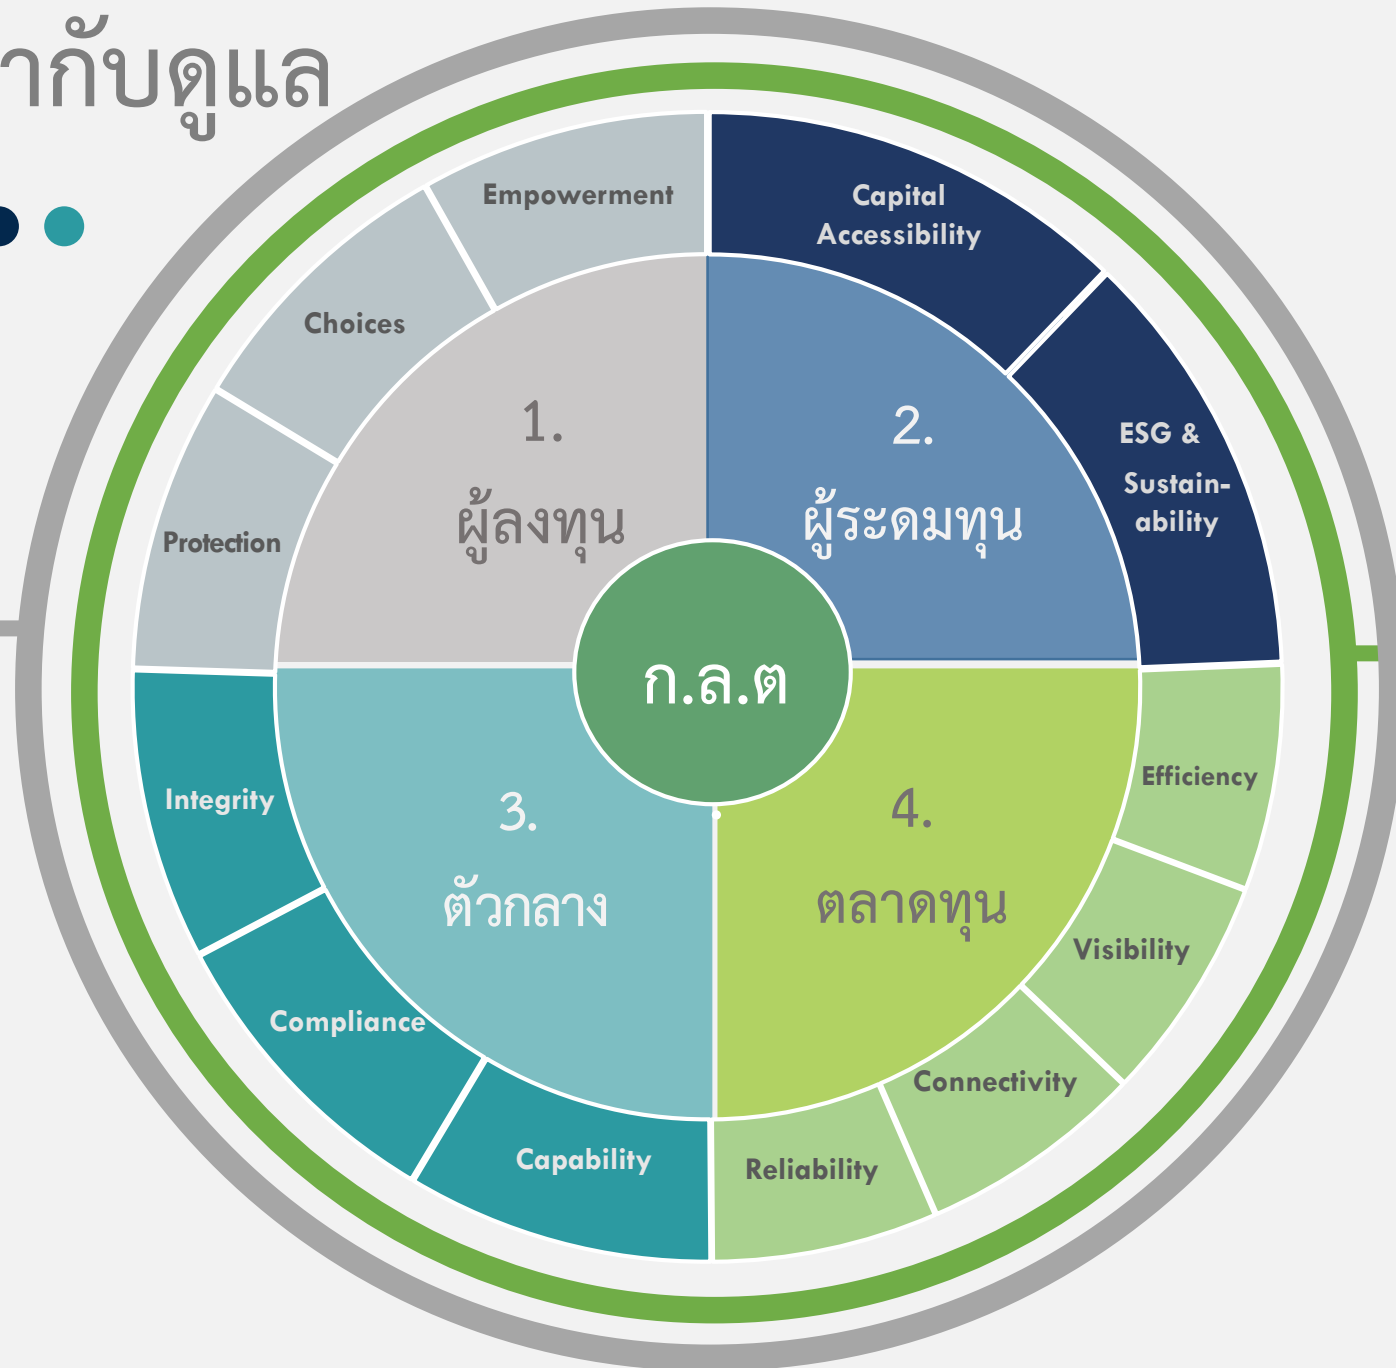 ากับดูแล
Empowerment
Choices
Protection
1.
ผู้ลงทุน
Capital
Accessibility
ESG &
Sustain-
ability
2.
ผู้ระดมทุน
ก.ล.ต
Integrity
Compliance
Capability
3.
ตัวกลาง
4.
ตลาดทุน
Efficiency
Visibility
Connectivity
Reliability